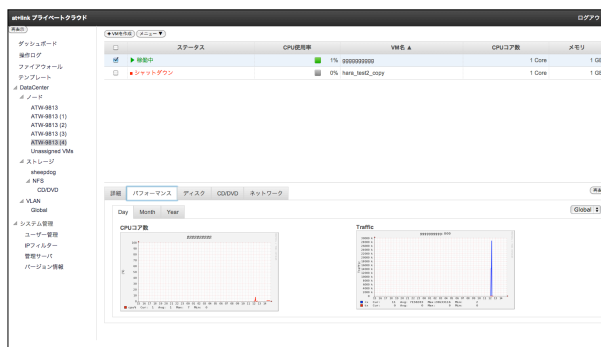 at+link プライベートクラウド
ログアウ
再表示
ダッシュボード
操作ログ
ファイアウォール
テンプレート
DataCenter
ノード
ATW-9813
ATW-9813 (1)
ATW-9813 (2)
ATW-9813 (3)
ATW-9813 (4)
Unassigned VMs
ストレージ
sheepdog
NFS
CD/DVD
VLAN
Global
システム管理
ユーザー管理
IPフィルター
管理サーバ
バージョン情報
+VMを作成 メニュー▼
ステータス CPU使用率 VM名 ▲ CPUコア数 メモリ
稼働中 1% gggggggggg 1 Core 1 GB
シャットダウン 0% hara_test2_copy 1 Core 1 GB
詳細 パフォーマンス ディスク CD/DVD ネットワーク
Day Month Year
Global
CPUコア数
gggggggggg
Traffic